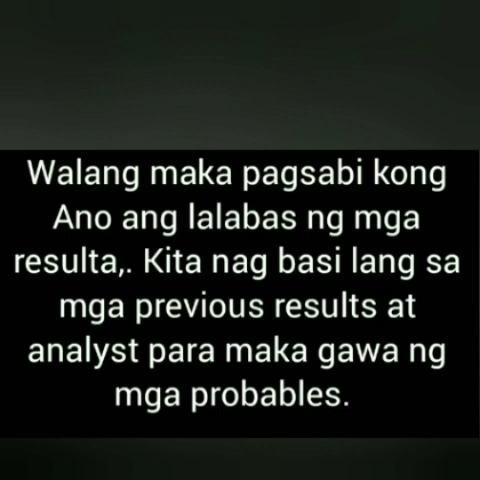 Walang maka pagsabi kong
Ano ang lalabas ng mga
resulta,. Kita nag basi lang sa
mga previous results at
analyst para maka gawa ng
mga probables.